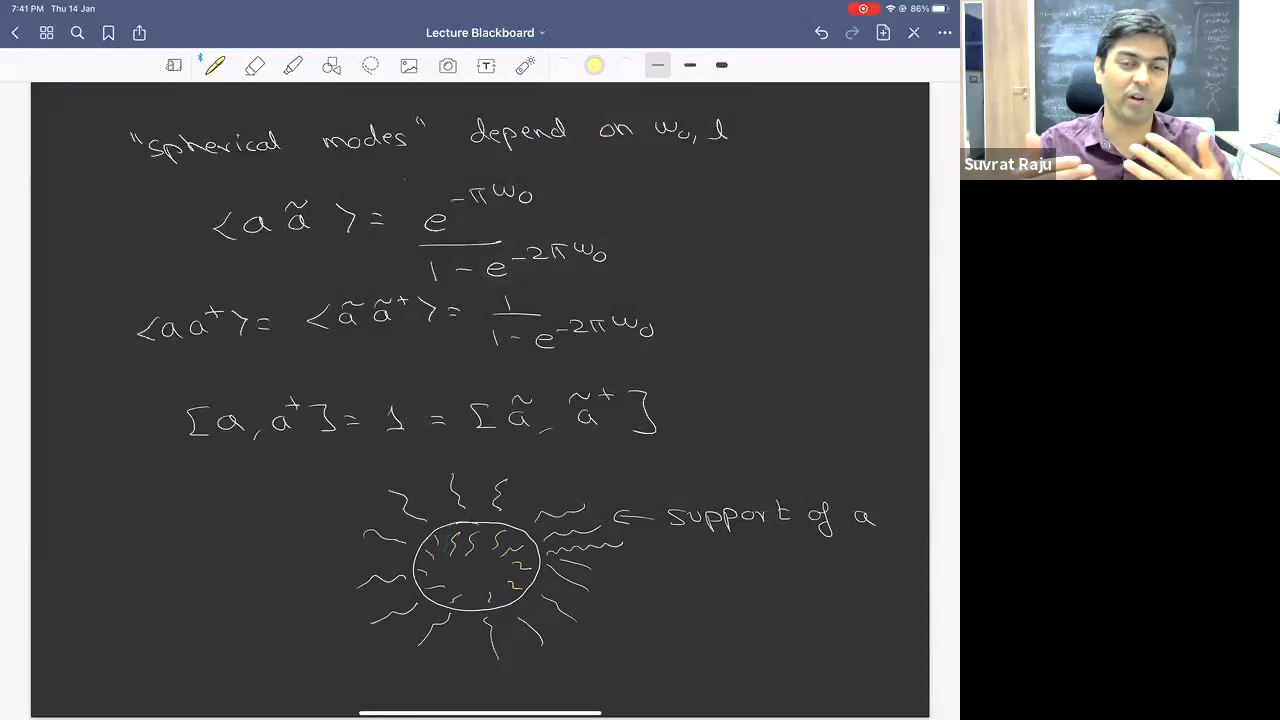 7:41 PM Thu 14 Jan
86%
Lecture Blackboard
"spherical modes" depend on ω₀, l
<a ã> = e^{-πω₀} / (1 - e^{-2πω₀})
<a a†> = <ã ㆠ> = 1 / (1 - e^{-2πω₀})
[a, a†] = 1 = [ã, ㆠ]
← support of a
Suvrat Raju